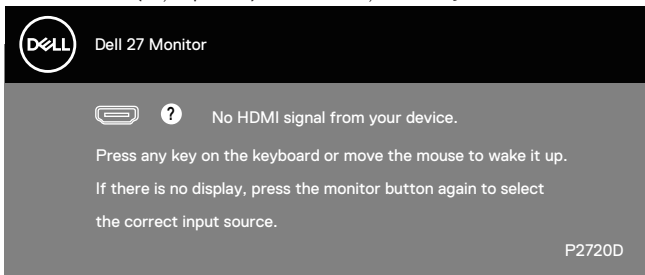 DELL
Dell 27 Monitor
? No HDMI signal from your device.
Press any key on the keyboard or move the mouse to wake it up.
If there is no display, press the monitor button again to select
the correct input source.
P2720D